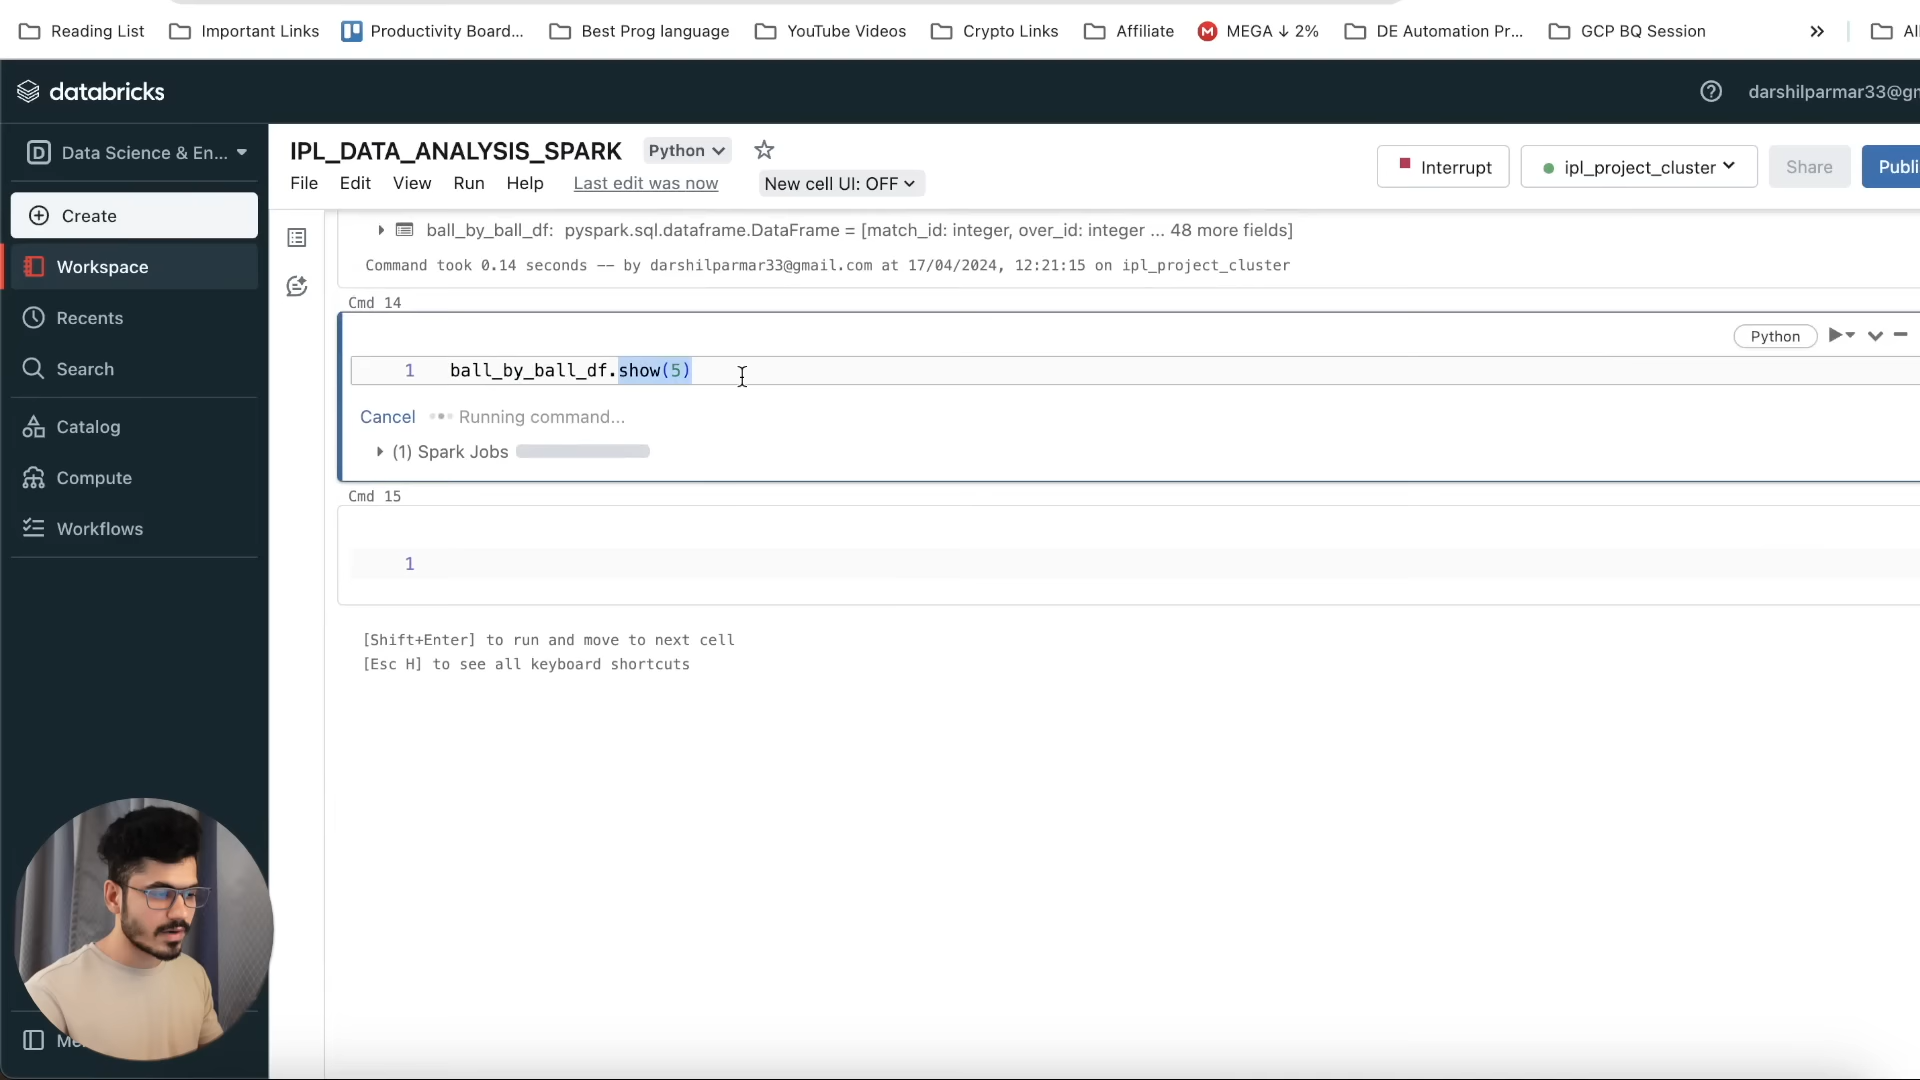 Reading List Important Links Productivity Board... Best Prog language YouTube Videos Crypto Links Affiliate MEGA ↓ 2% DE Automation Pr... GCP BQ Session » All
databricks
darshilparmar33@gm
D Data Science & En...
Create
Workspace
Recents
Search
Catalog
Compute
Workflows
IPL_DATA_ANALYSIS_SPARK Python
File Edit View Run Help Last edit was now New cell UI: OFF
Interrupt ipl_project_cluster Share Publi
ball_by_ball_df: pyspark.sql.dataframe.DataFrame = [match_id: integer, over_id: integer ... 48 more fields]
Command took 0.14 seconds -- by darshilparmar33@gmail.com at 17/04/2024, 12:21:15 on ipl_project_cluster
Cmd 14
Python
1 ball_by_ball_df.show(5)
Cancel ••• Running command...
(1) Spark Jobs
Cmd 15
1
[Shift+Enter] to run and move to next cell
[Esc H] to see all keyboard shortcuts